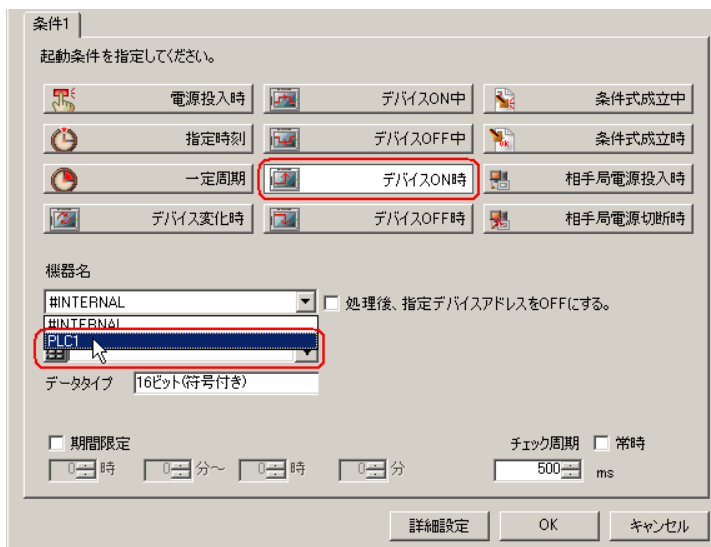 条件1
起動条件を指定してください。
電源投入時 デバイスON中 条件式成立中
指定時刻 デバイスOFF中 条件式成立時
一定周期 デバイスON時 相手局電源投入時
デバイス変化時 デバイスOFF時 相手局電源切断時
機器名
#INTERNAL 処理後、指定デバイスアドレスをOFFにする。
#INTERNAL
PLC1
データタイプ 16ビット(符号付き)
期間限定 チェック周期 常時
0 時 0 分～ 0 時 0 分 500 ms
詳細設定 OK キャンセル